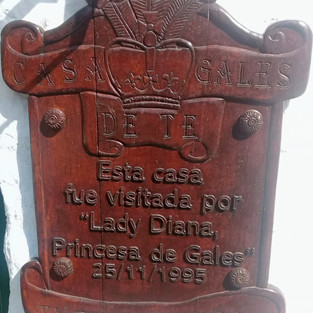 CASA GALES
DE TE
Esta casa
fue visitada por
"Lady Diana,
Princesa de Gales"
25/11/1995